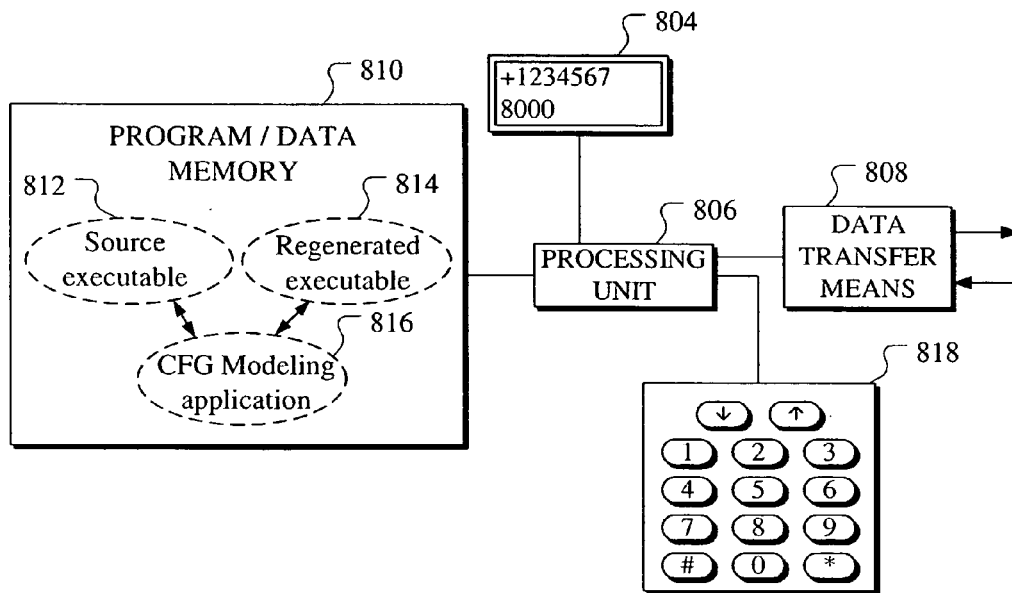 804
+1234567
8000
810
PROGRAM / DATA
MEMORY
812
814
Source
executable
Regenerated
executable
816
CFG Modeling
application
806
PROCESSING
UNIT
808
DATA
TRANSFER
MEANS
818
↓ ↑
1 2 3
4 5 6
7 8 9
# 0 *